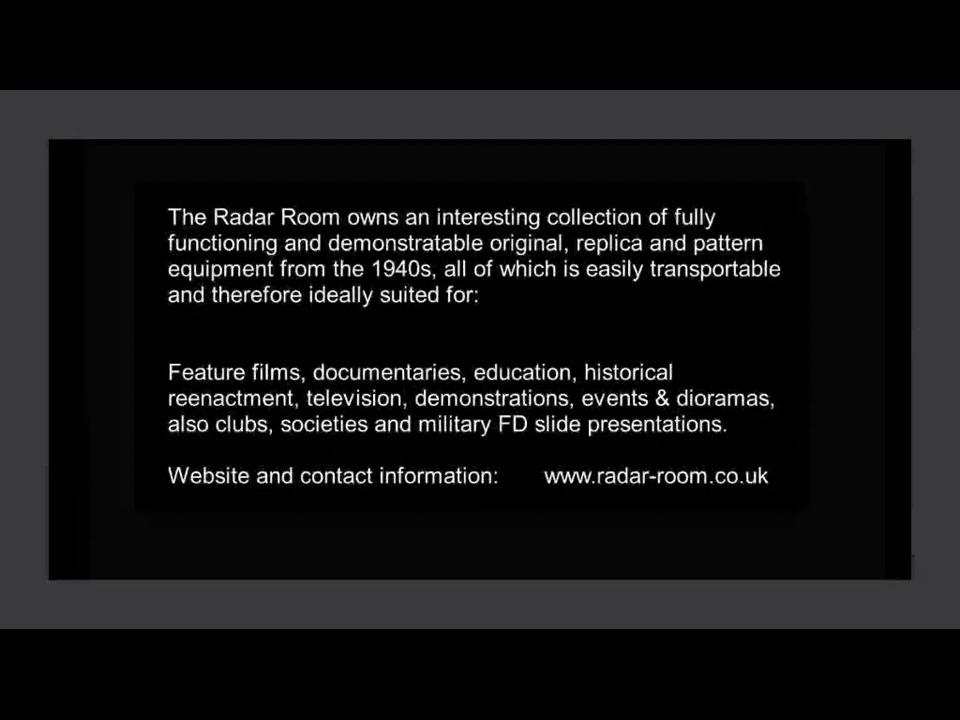 The Radar Room owns an interesting collection of fully
functioning and demonstratable original, replica and pattern
equipment from the 1940s, all of which is easily transportable
and therefore ideally suited for:
Feature films, documentaries, education, historical
reenactment, television, demonstrations, events & dioramas,
also clubs, societies and military FD slide presentations.
Website and contact information: www.radar-room.co.uk